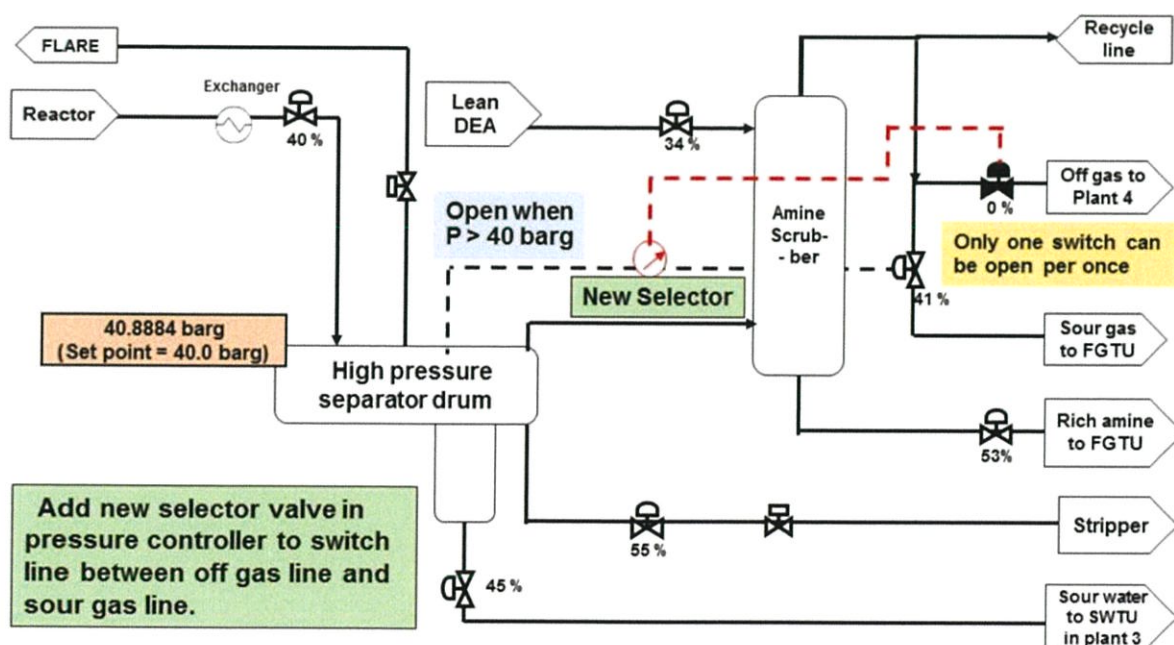 FLARE
Recycle
line
Exchanger
Reactor
40 %
Lean
DEA
34 %
Off gas to
Plant 4
0 %
Open when
P > 40 barg
Amine
Scrub-
- ber
Only one switch can
be open per once
New Selector
41 %
40.8884 barg
(Set point = 40.0 barg)
Sour gas
to FGTU
High pressure
separator drum
Rich amine
to FGTU
53%
Add new selector valve in
pressure controller to switch
line between off gas line and
sour gas line.
Stripper
55 %
45 %
Sour water
to SWTU
in plant 3